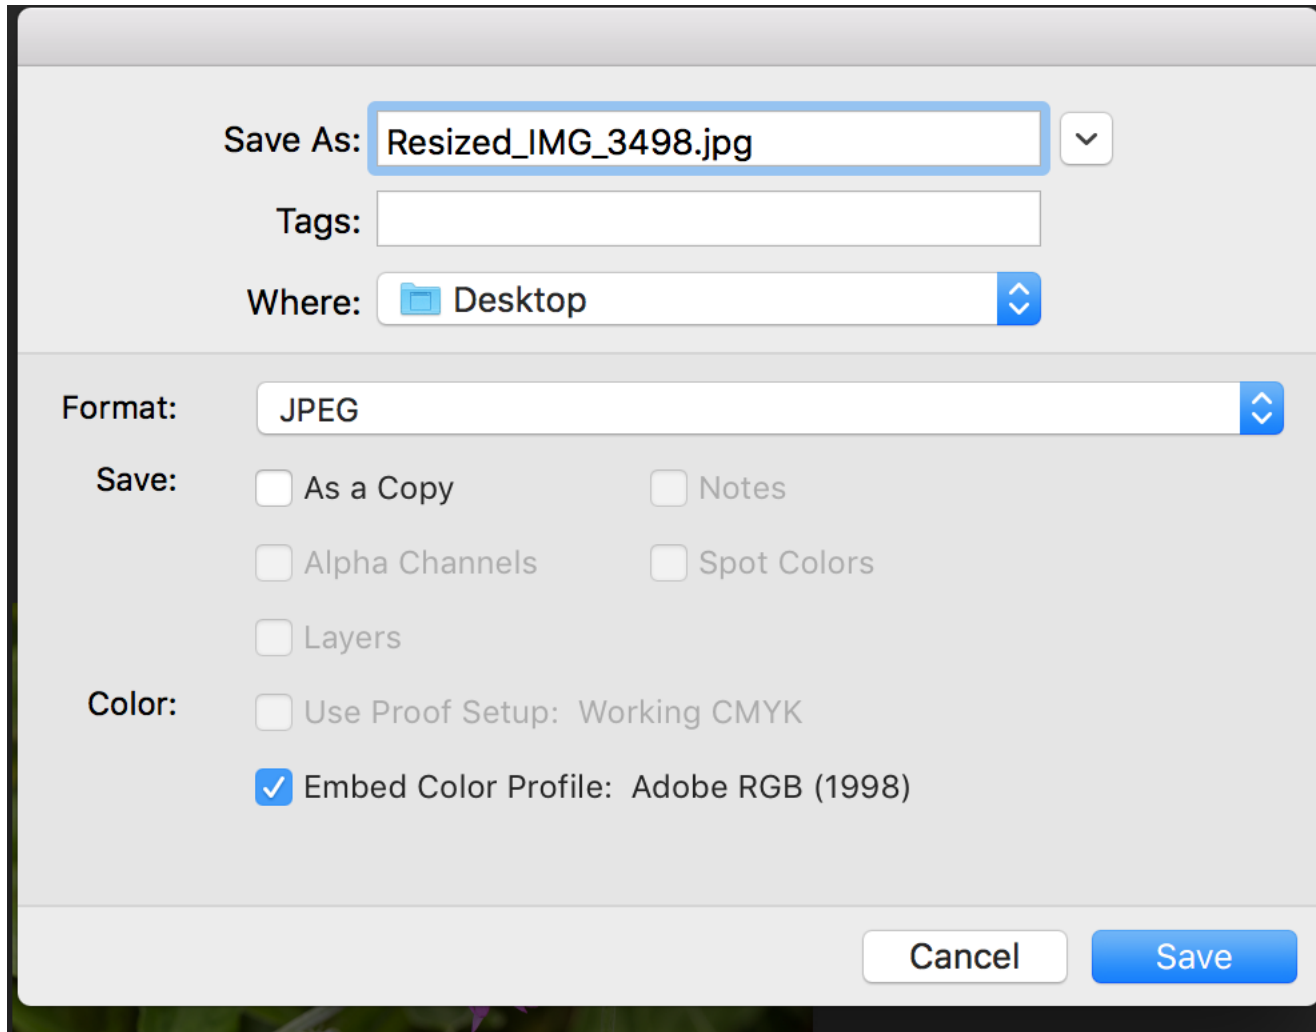 Save As: Resized_IMG_3498.jpg
Tags:
Where: Desktop
Format: JPEG
Save: As a Copy Notes
Alpha Channels Spot Colors
Layers
Color: Use Proof Setup: Working CMYK
Embed Color Profile: Adobe RGB (1998)
Cancel Save